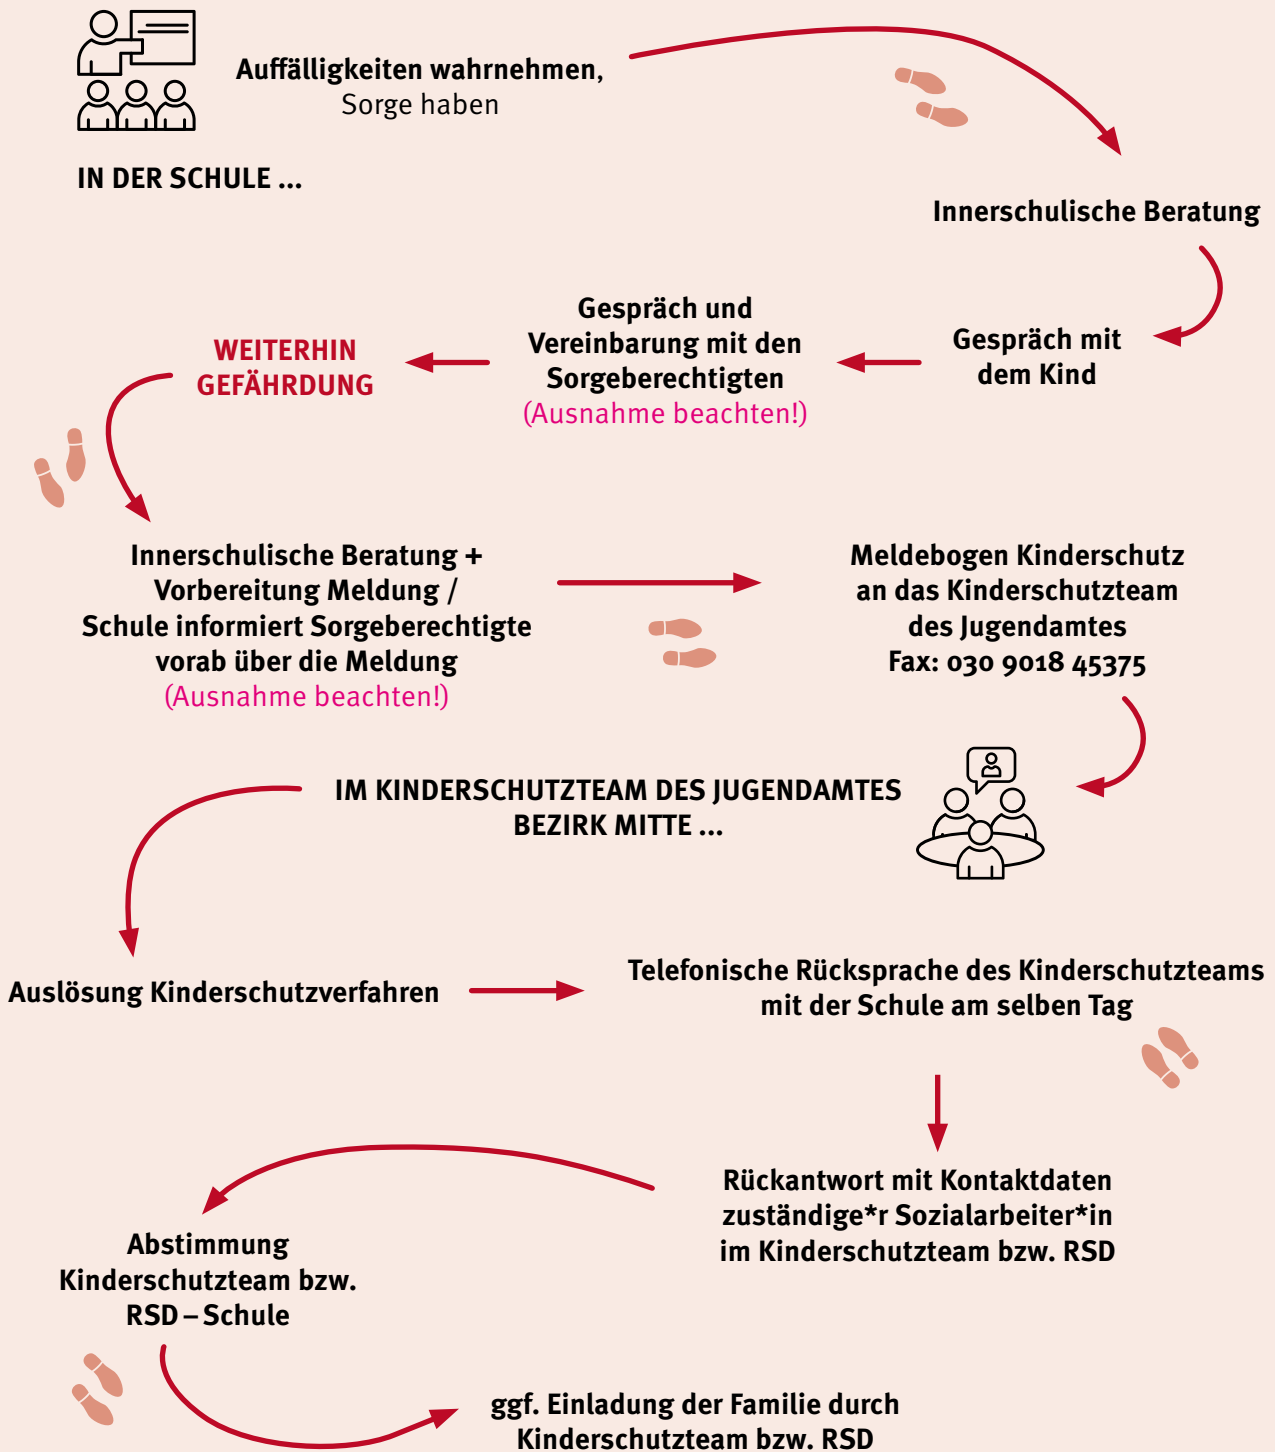 Auffälligkeiten wahrnehmen,
Sorge haben
IN DER SCHULE ...
Innerschulische Beratung
Gespräch mit
dem Kind
Gespräch und
Vereinbarung mit den
Sorgeberechtigten
(Ausnahme beachten!)
WEITERHIN
GEFÄHRDUNG
Innerschulische Beratung +
Vorbereitung Meldung /
Schule informiert Sorgeberechtigte
vorab über die Meldung
(Ausnahme beachten!)
Meldebogen Kinderschutz
an das Kinderschutzteam
des Jugendamtes
Fax: 030 9018 45375
IM KINDERSCHUTZTEAM DES JUGENDAMTES
BEZIRK MITTE ...
Auslösung Kinderschutzverfahren
Telefonische Rücksprache des Kinderschutzteams
mit der Schule am selben Tag
Rückantwort mit Kontaktdaten
zuständige*r Sozialarbeiter*in
im Kinderschutzteam bzw. RSD
Abstimmung
Kinderschutzteam bzw.
RSD – Schule
ggf. Einladung der Familie durch
Kinderschutzteam bzw. RSD